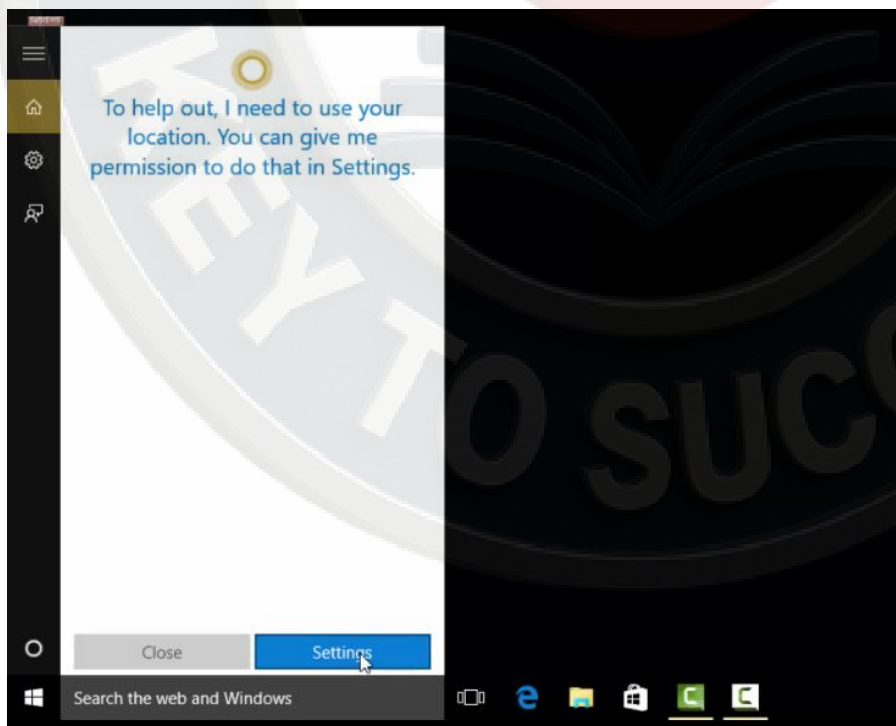 To help out, I need to use your
location. You can give me
permission to do that in Settings.
KEY TO SUCC
Close
Settings
Search the web and Windows